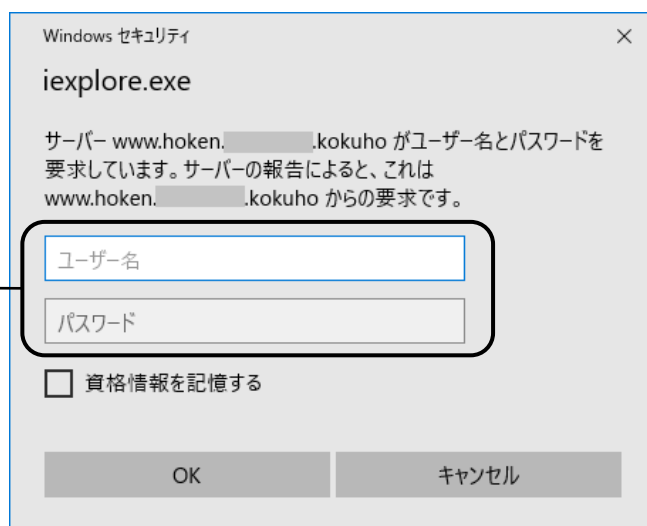 Windows セキュリティ
iexplore.exe
サーバー www.hoken. .kokuho がユーザー名とパスワードを
要求しています。サーバーの報告によると、これは
www.hoken. .kokuho からの要求です。
ユーザー名
パスワード
資格情報を記憶する
OK キャンセル